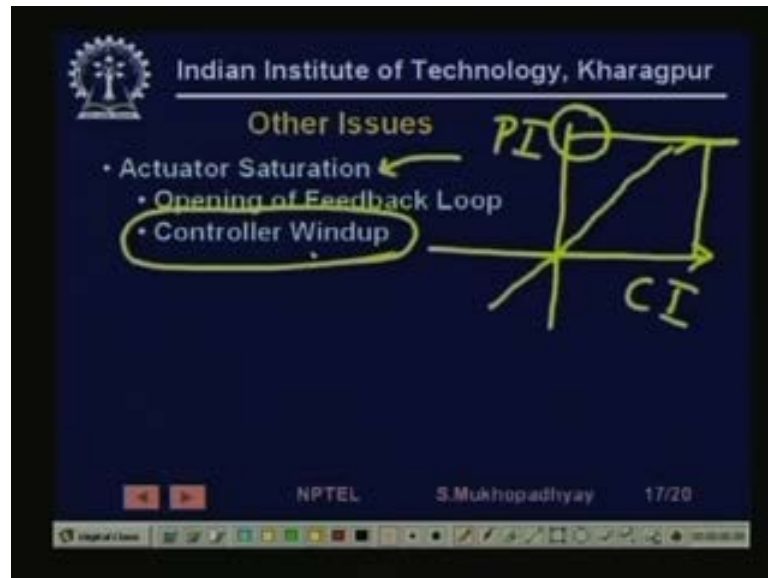 Indian Institute of Technology, Kharagpur
Other Issues
PI
• Actuator Saturation
• Opening of Feedback Loop
• Controller Windup
CI
NPTEL S.Mukhopadhyay 17/20